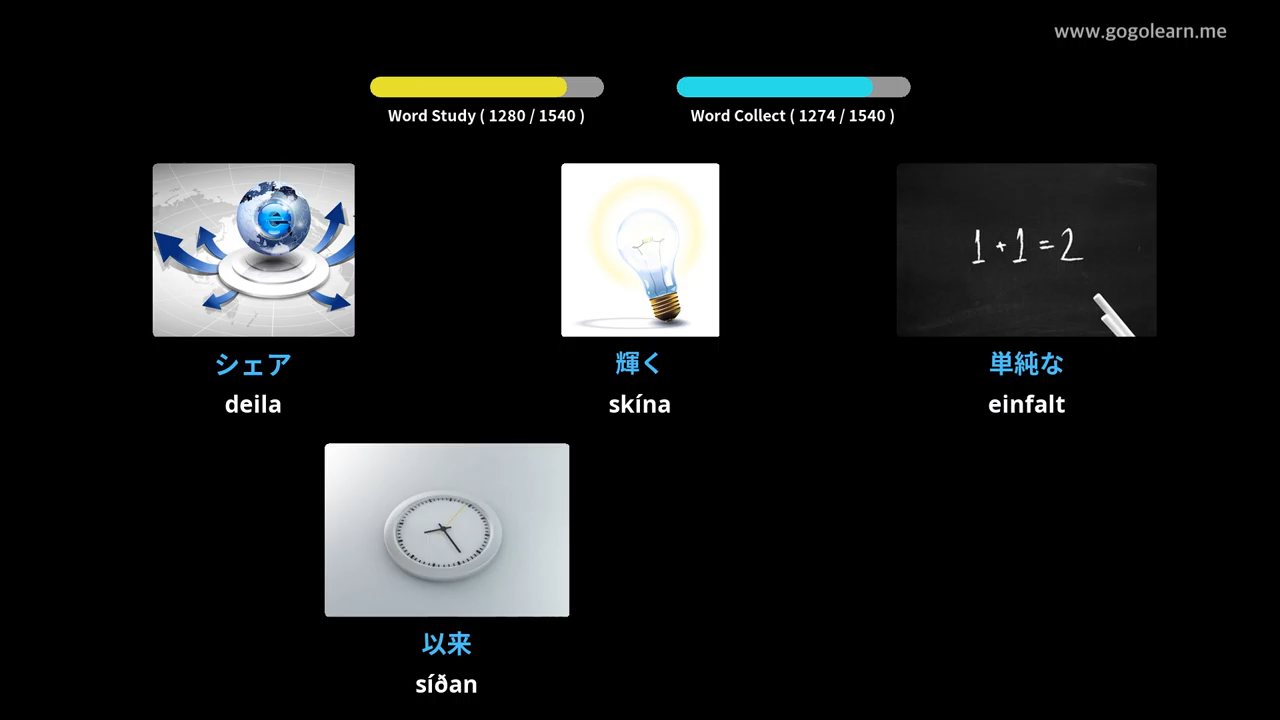 www.gogolearn.me
Word Study ( 1280 / 1540 )
Word Collect ( 1274 / 1540 )
e
1 + 1 = 2
シェア
deila
輝く
skína
単純な
einfalt
以来
síðan